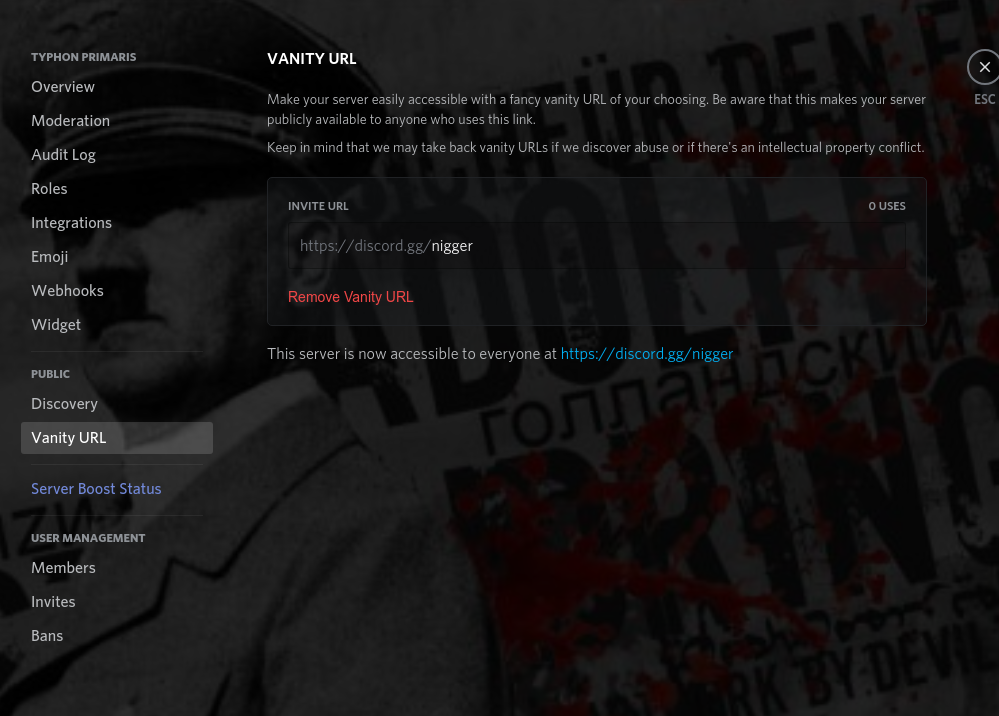 TYPHON PRIMARIS
Overview
Moderation
Audit Log
Roles
Integrations
Emoji
Webhooks
Widget
PUBLIC
Discovery
Vanity URL
Server Boost Status
USER MANAGEMENT
Members
Invites
Bans
VANITY URL
Make your server easily accessible with a fancy vanity URL of your choosing. Be aware that this makes your server
publicly available to anyone who uses this link.
Keep in mind that we may take back vanity URLs if we discover abuse or if there's an intellectual property conflict.
INVITE URL
0 USES
https://discord.gg/nigger
Remove Vanity URL
This server is now accessible to everyone at https://discord.gg/nigger
ESC
ÜR DEN
ГОЛЛАНДСКИЙ
BY DEVIL